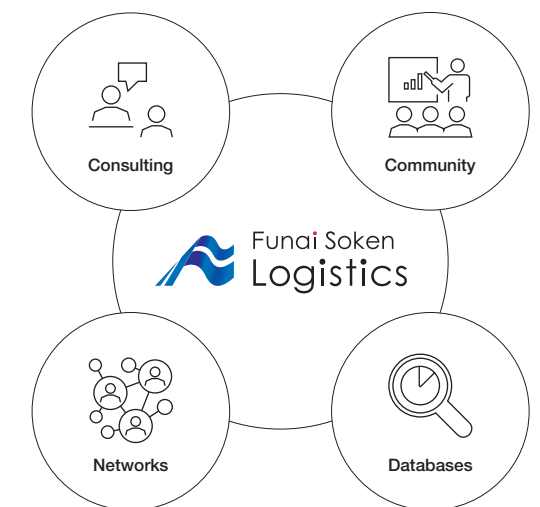 Consulting
Community
Funai Soken
Logistics
Networks
Databases